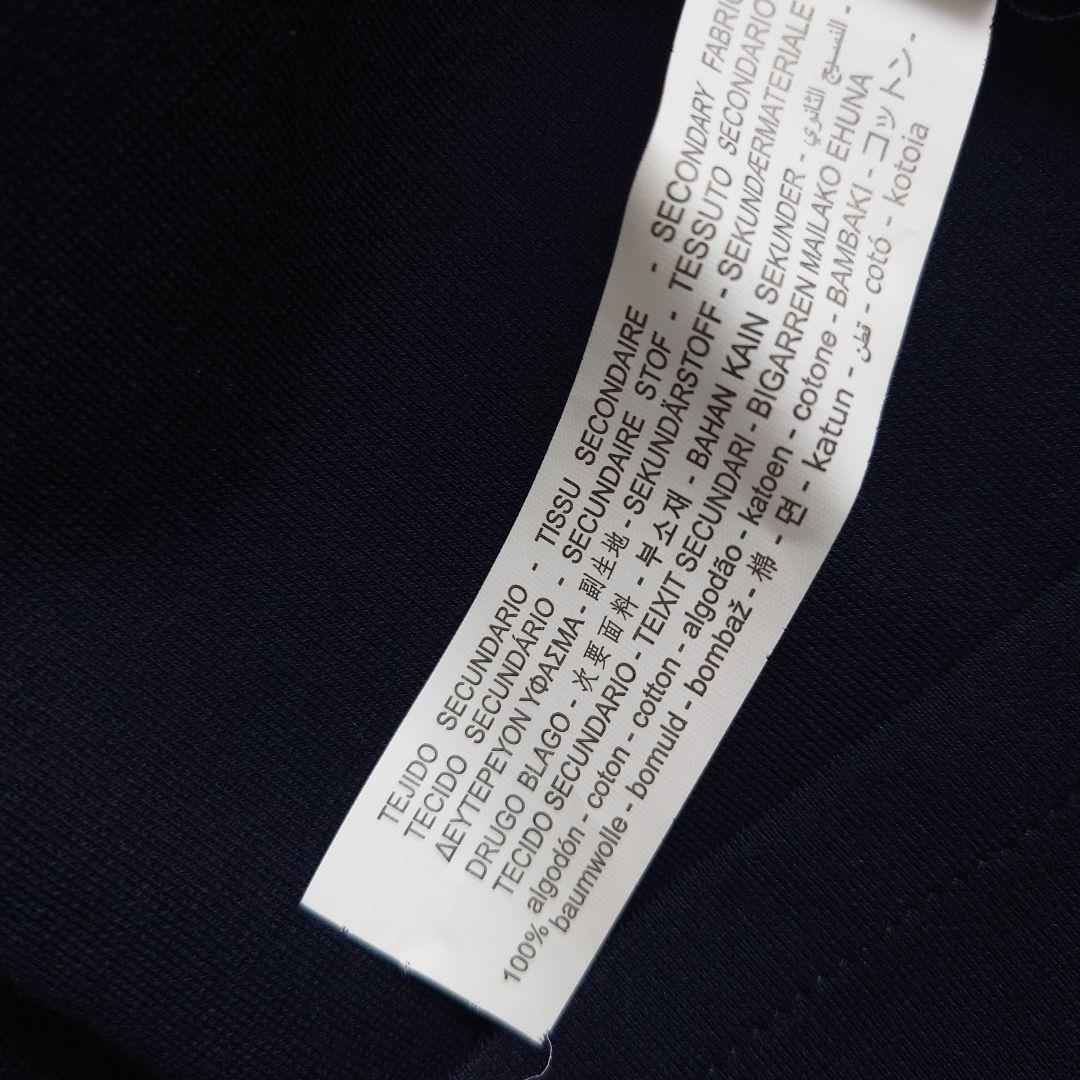 TEJIDO SECUNDARIO - TISSU SECONDAIRE - SECONDARY FABRIC
TECIDO SECUNDÁRIO - SECUNDAIRE STOF - TESSUTO SECONDARIO
ΔΕΥΤΕΡΕΥΟΝ ΥΦΑΣΜΑ - 副生地 - SEKUNDÄRSTOFF - SEKUNDÆRMATERIALE
DRUGO BLAGO - 次要面料 - 부소재 - BAHAN KAIN SEKUNDER - النسيج الثانوي -
TECIDO SECUNDARIO - TEIXIT SECUNDARI - BIGARREN MAILAKO EHUNA
100% algodón - coton - cotton - algodão - katoen - cotone - BAMBAKI - コットン -
baumwolle - bomuld - bombaž - 棉 - 면 - katun - قطن - cotó - kotoia